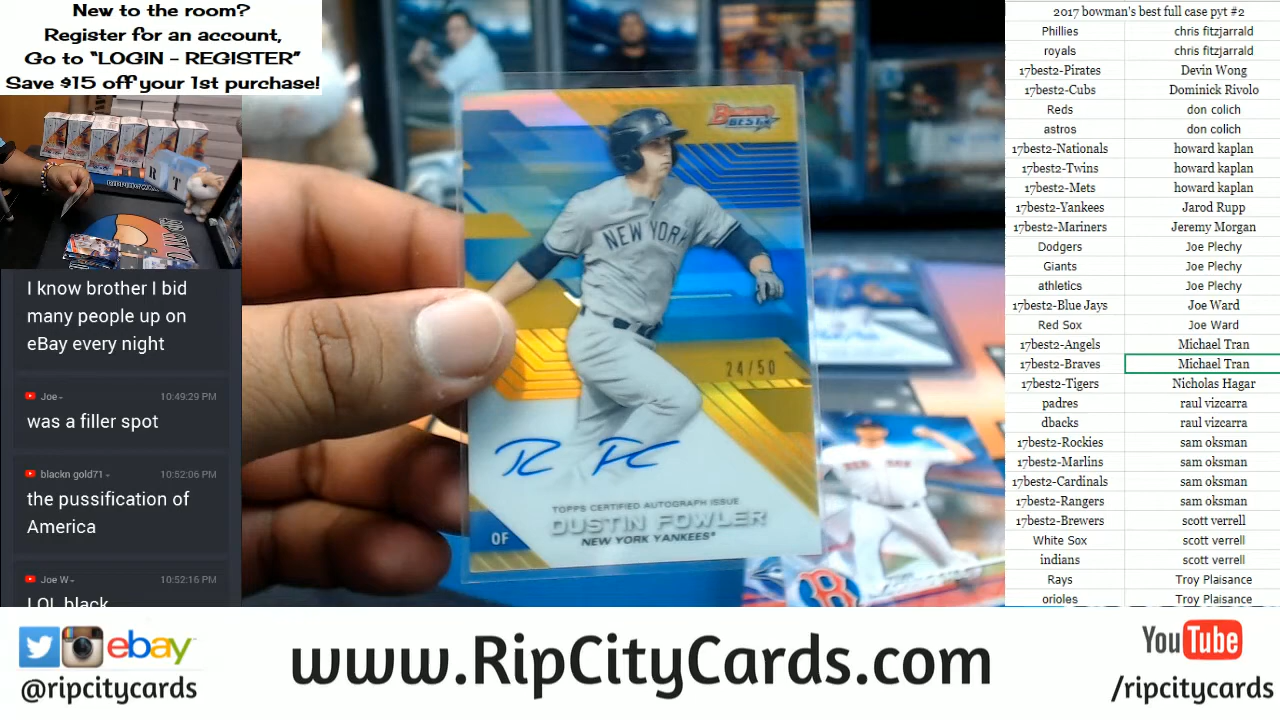 New to the room?
Register for an account,
Go to “LOGIN - REGISTER”
Save $15 off your 1st purchase!
I know brother I bid
many people up on
eBay every night
Joe 10:49:29 PM
was a filler spot
blackn gold71 10:52:06 PM
the pussification of
America
Joe W 10:52:16 PM
LOL black
BOWMAN'S
BEST
NEW YORK
24/50
TOPPS CERTIFIED AUTOGRAPH ISSUE
DUSTIN FOWLER
NEW YORK YANKEES
OF
B
2017 bowman's best full case pyt #2
Phillies chris fitzjarrald
royals chris fitzjarrald
17best2-Pirates Devin Wong
17best2-Cubs Dominick Rivolo
Reds don colich
astros don colich
17best2-Nationals howard kaplan
17best2-Twins howard kaplan
17best2-Mets howard kaplan
17best2-Yankees Jarod Rupp
17best2-Mariners Jeremy Morgan
Dodgers Joe Plechy
Giants Joe Plechy
athletics Joe Plechy
17best2-Blue Jays Joe Ward
Red Sox Joe Ward
17best2-Angels Michael Tran
17best2-Braves Michael Tran
17best2-Tigers Nicholas Hagar
padres raul vizcarra
dbacks raul vizcarra
17best2-Rockies sam oksman
17best2-Marlins sam oksman
17best2-Cardinals sam oksman
17best2-Rangers sam oksman
17best2-Brewers scott verrell
White Sox scott verrell
indians scott verrell
Rays Troy Plaisance
orioles Troy Plaisance
ebay
@ripcitycards
www.RipCityCards.com
YouTube
/ripcitycards